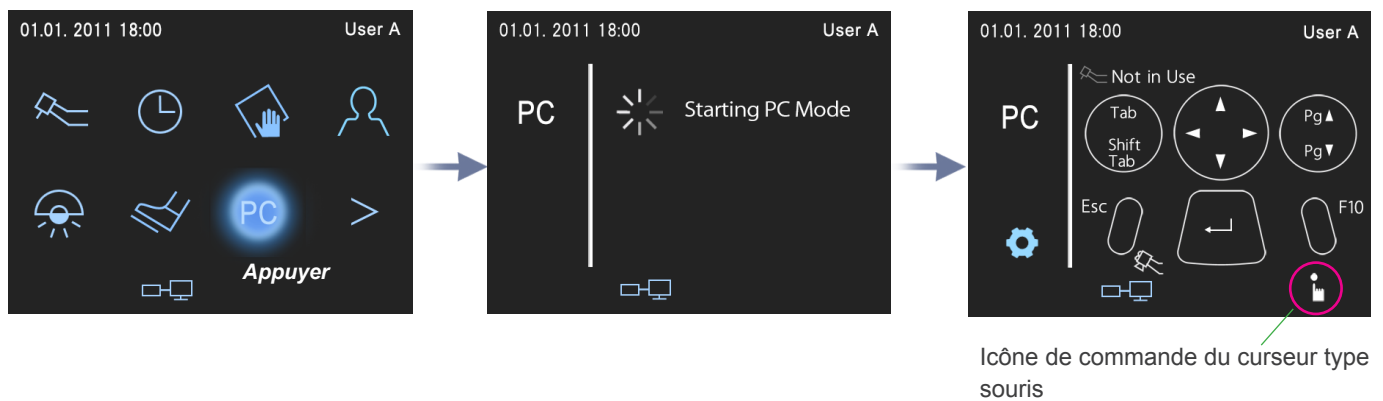 01.01. 2011 18:00 User A
PC
>
Appuyer
01.01. 2011 18:00 User A
PC
Starting PC Mode
01.01. 2011 18:00 User A
Not in Use
PC
Tab
Shift
Tab
Pg▲
Pg▼
Esc
F10
Icône de commande du curseur type
souris